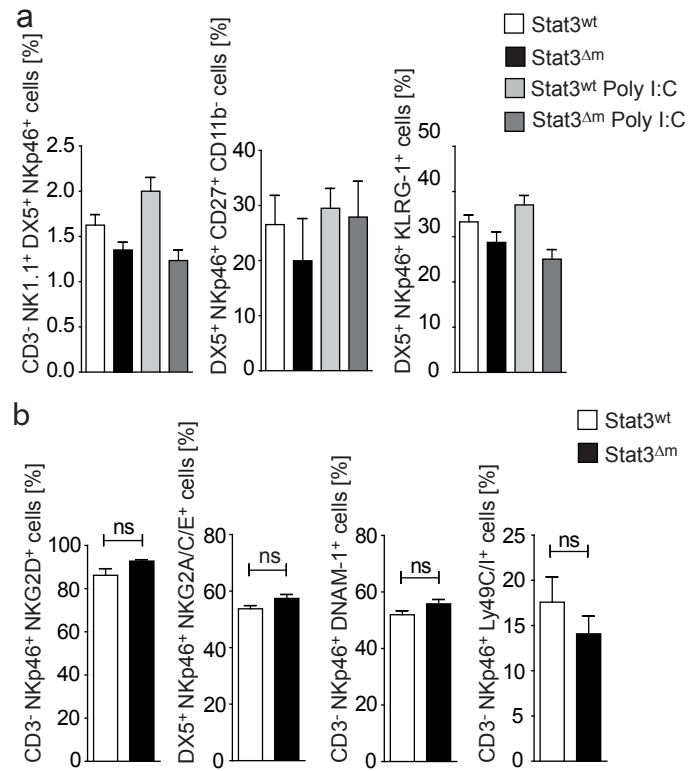 a
Stat3wt
Stat3Δm
Stat3wt Poly I:C
Stat3Δm Poly I:C
CD3- NK1.1+ DX5+ NKp46+ cells [%]
2.5
2.0
1.5
1.0
0.5
0.0
DX5+ NKp46+ CD27+ CD11b- cells [%]
40
30
20
10
0
DX5+ NKp46+ KLRG-1+ cells [%]
50
40
30
30
10
0
b
Stat3wt
Stat3Δm
CD3- NKp46+ NKG2D+ cells [%]
100
80
60
40
20
0
ns
DX5+ NKp46+ NKG2A/C/E+ cells [%]
80
60
40
20
0
ns
CD3- NKp46+ DNAM-1+ cells [%]
80
60
40
20
0
ns
CD3- NKp46+ Ly49C/I+ cells [%]
25
20
15
10
5
0
ns